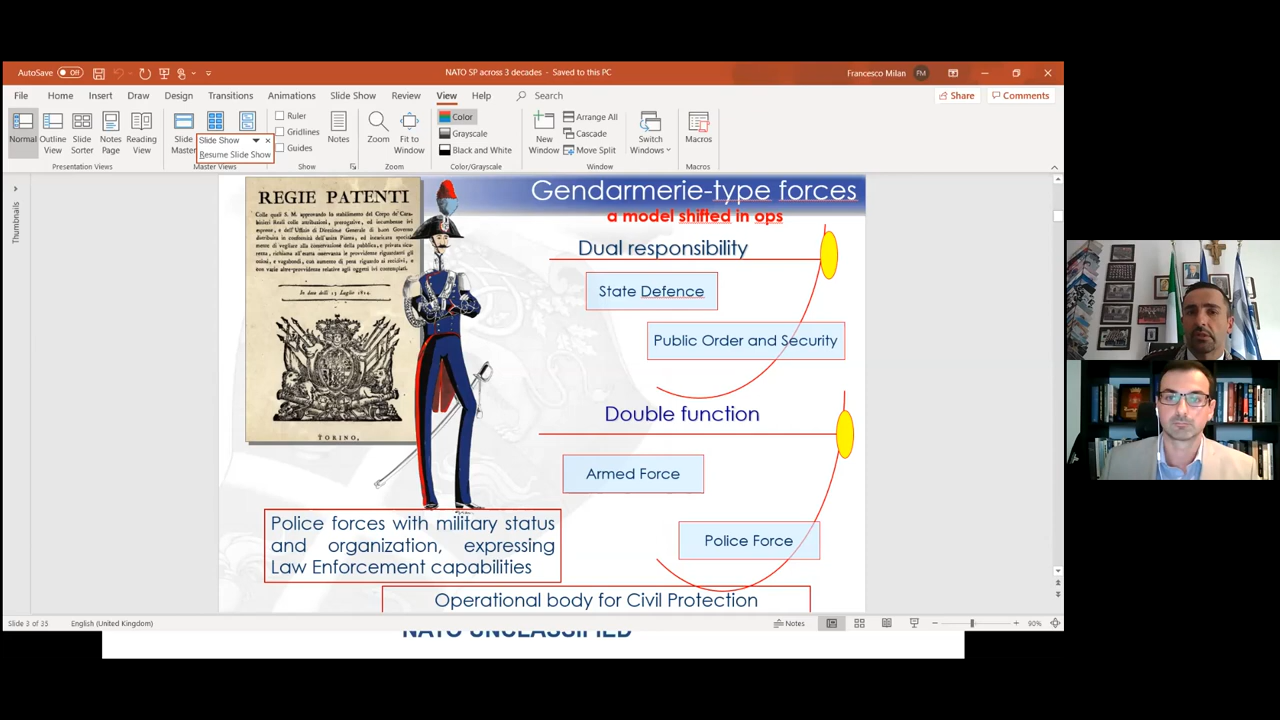 AutoSave Off
NATO SP across 3 decades - Saved to this PC
Francesco Milan FM
File Home Insert Draw Design Transitions Animations Slide Show Review View Help Search
Share Comments
Normal
Outline View
Slide Sorter
Notes Page
Reading View
Slide Master
Slide Show
Resume Slide Show
Ruler
Gridlines
Guides
Notes
Zoom
Fit to Window
Color
Grayscale
Black and White
New Window
Arrange All
Cascade
Move Split
Switch Windows
Macros
Presentation Views Master Views Show Zoom Color/Grayscale Window Macros
Thumbnails
REGIE PATENTI
TORINO,
Gendarmerie-type forces
a model shifted in ops
Dual responsibility
State Defence
Public Order and Security
Double function
Armed Force
Police Force
Police forces with military status
and organization, expressing
Law Enforcement capabilities
Operational body for Civil Protection
Slide 3 of 35 English (United Kingdom)
Notes
90%
NATO UNCLASSIFIED